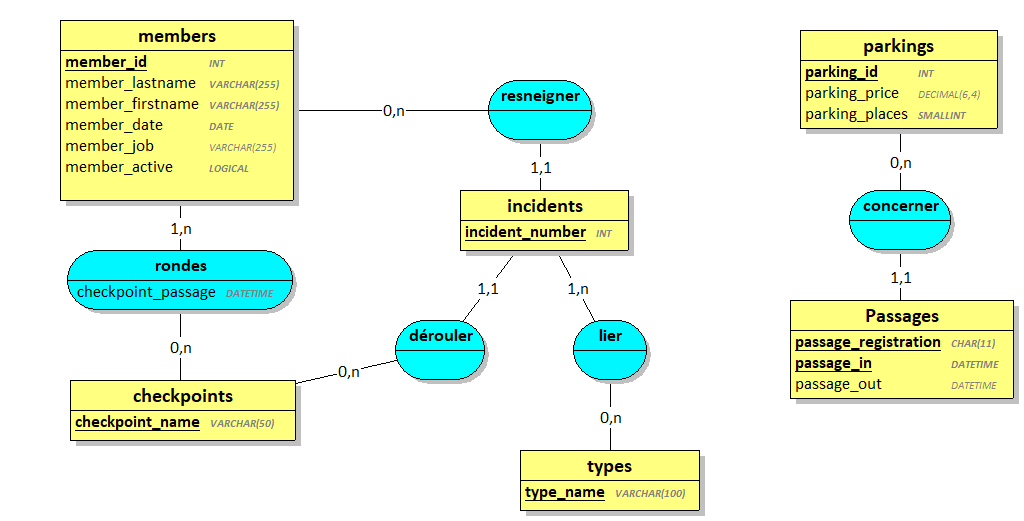 members
member_id INT
member_lastname VARCHAR(255)
member_firstname VARCHAR(255)
member_date DATE
member_job VARCHAR(255)
member_active LOGICAL
0,n
resneigner
1,1
incidents
incident_number INT
1,n
rondes
checkpoint_passage DATETIME
0,n
checkpoints
checkpoint_name VARCHAR(50)
1,1
dérouler
0,n
1,n
lier
0,n
types
type_name VARCHAR(100)
parkings
parking_id INT
parking_price DECIMAL(6,4)
parking_places SMALLINT
0,n
concerner
1,1
Passages
passage_registration CHAR(11)
passage_in DATETIME
passage_out DATETIME